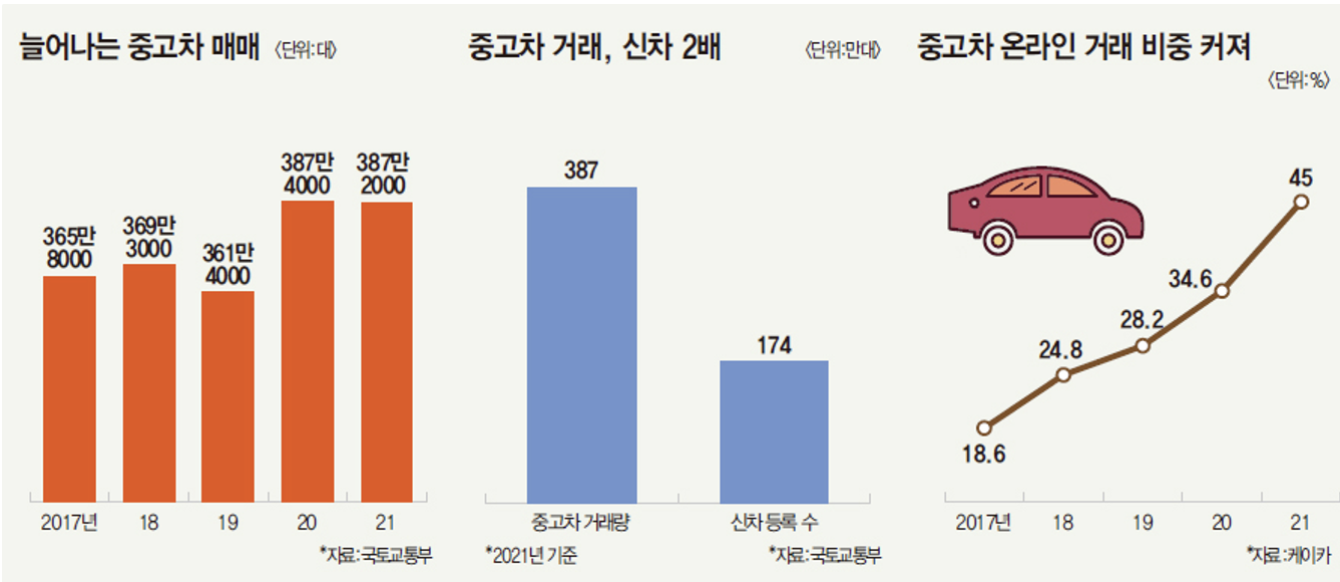 늘어나는 중고차 매매 〈단위:대〉
365만
8000
369만
3000
361만
4000
387만
4000
387만
2000
2017년 18 19 20 21
*자료:국토교통부
중고차 거래, 신차 2배 〈단위:만대〉
387
174
중고차 거래량 신차 등록 수
*2021년 기준 *자료:국토교통부
중고차 온라인 거래 비중 커져
〈단위:%〉
18.6
24.8
28.2
34.6
45
2017년 18 19 20 21
*자료:케이카